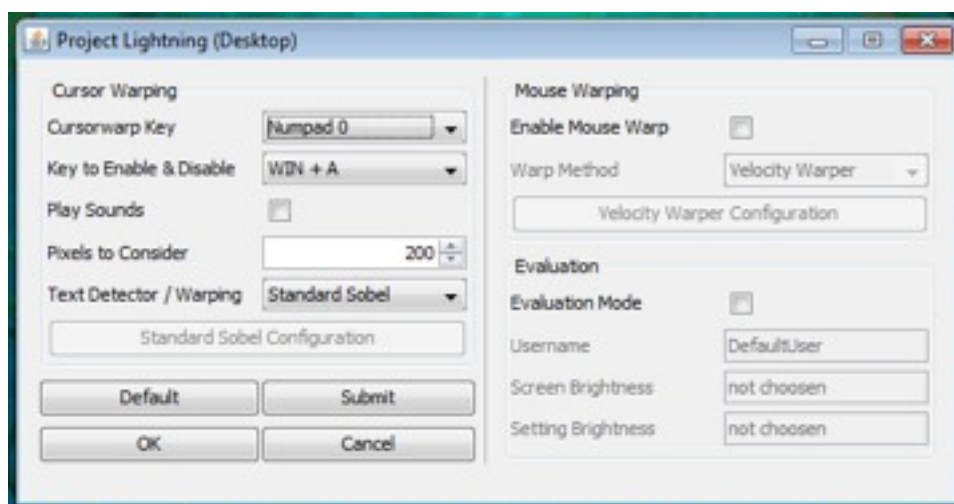 Project Lightning (Desktop)
Cursor Warping
Cursorwarp Key Numpad 0
Key to Enable & Disable WIN + A
Play Sounds
Pixels to Consider 200
Text Detector / Warping Standard Sobel
Standard Sobel Configuration
Default Submit
OK Cancel
Mouse Warping
Enable Mouse Warp
Warp Method Velocity Warper
Velocity Warper Configuration
Evaluation
Evaluation Mode
Username DefaultUser
Screen Brightness not choosen
Setting Brightness not choosen